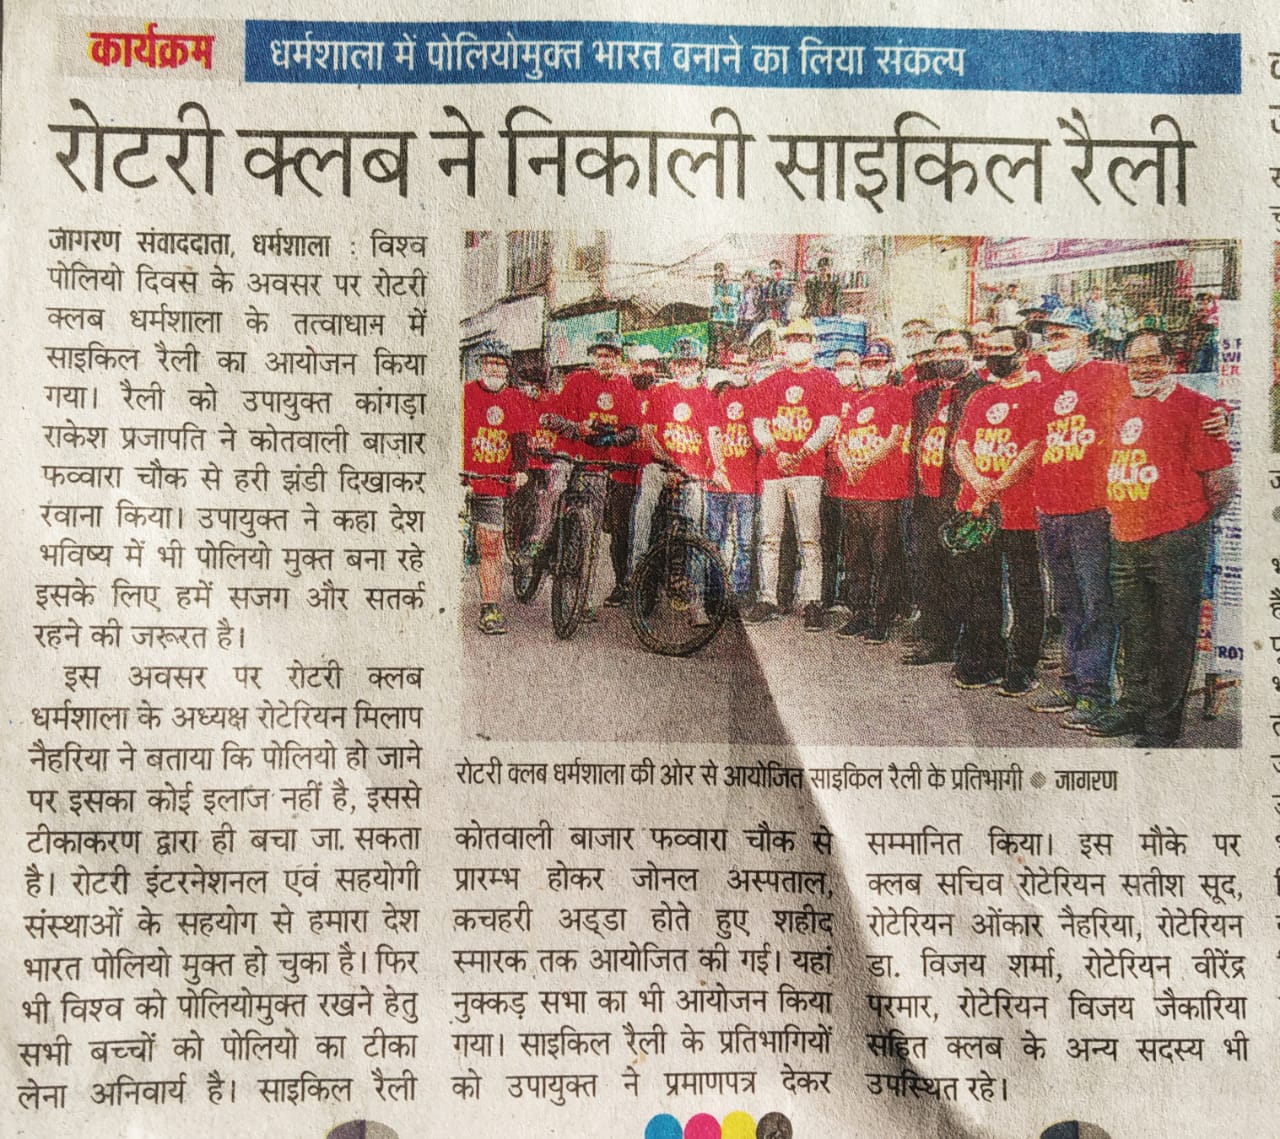 कार्यक्रम
धर्मशाला में पोलियोमुक्त भारत बनाने का लिया संकल्प
रोटरी क्लब ने निकाली साइकिल रैली
जागरण संवाददाता, धर्मशाला : विश्व
पोलियो दिवस के अवसर पर रोटरी
क्लब धर्मशाला के तत्वाधान में
साइकिल रैली का आयोजन किया
गया। रैली को उपायुक्त कांगड़ा
राकेश प्रजापति ने कोतवाली बाजार
फव्वारा चौक से हरी झंडी दिखाकर
रवाना किया। उपायुक्त ने कहा देश
भविष्य में भी पोलियो मुक्त बना रहे
इसके लिए हमें सजग और सतर्क
रहने की जरूरत है।
इस अवसर पर रोटरी क्लब
धर्मशाला के अध्यक्ष रोटेरियन मिलाप
नैहरिया ने बताया कि पोलियो हो जाने
पर इसका कोई इलाज नहीं है, इससे
टीकाकरण द्वारा ही बचा जा. सकता
है। रोटरी इंटरनेशनल एवं सहयोगी
संस्थाओं के सहयोग से हमारा देश
भारत पोलियो मुक्त हो चुका है। फिर
भी विश्व को पोलियोमुक्त रखने हेतु
सभी बच्चों को पोलियो का टीका
लेना अनिवार्य है। साइकिल रैली
END POLIO NOW
रोटरी क्लब धर्मशाला की ओर से आयोजित साइकिल रैली के प्रतिभागी ● जागरण
कोतवाली बाजार फव्वारा चौक से
प्रारम्भ होकर जोनल अस्पताल,
कचहरी अड्डा होते हुए शहीद
स्मारक तक आयोजित की गई। यहां
नुक्कड़ सभा का भी आयोजन किया
गया। साइकिल रैली के प्रतिभागियों
को उपायुक्त ने प्रमाणपत्र देकर
सम्मानित किया। इस मौके पर
क्लब सचिव रोटेरियन सतीश सूद,
रोटेरियन ओंकार नैहरिया, रोटेरियन
डा. विजय शर्मा, रोटेरियन वीरेंद्र
परमार, रोटेरियन विजय जैकारिया
सहित क्लब के अन्य सदस्य भी
उपस्थित रहे।